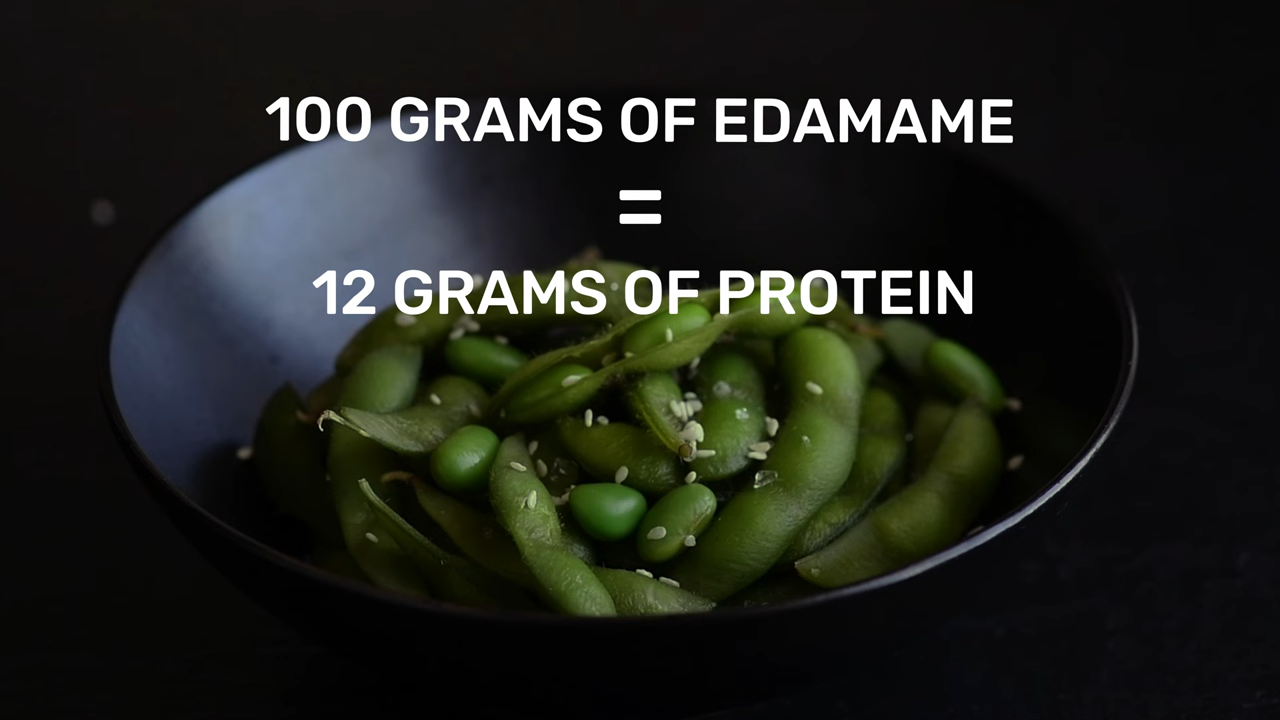 100 GRAMS OF EDAMAME
=
12 GRAMS OF PROTEIN